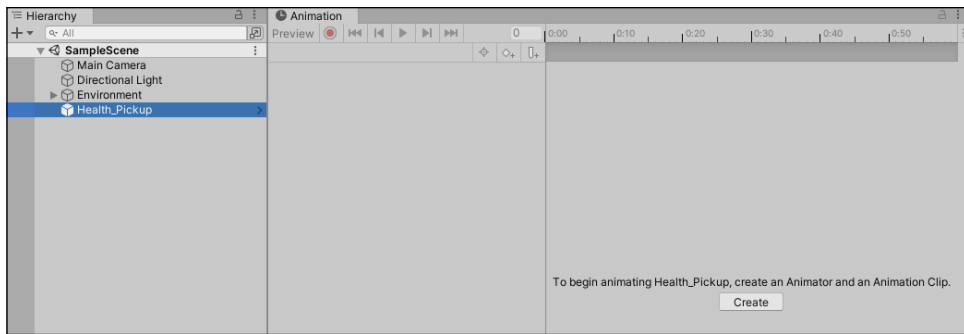 Hierarchy
All
SampleScene
Main Camera
Directional Light
Environment
Health_Pickup
Animation
Preview
0
0:00
0:10
0:20
0:30
0:40
0:50
To begin animating Health_Pickup, create an Animator and an Animation Clip.
Create